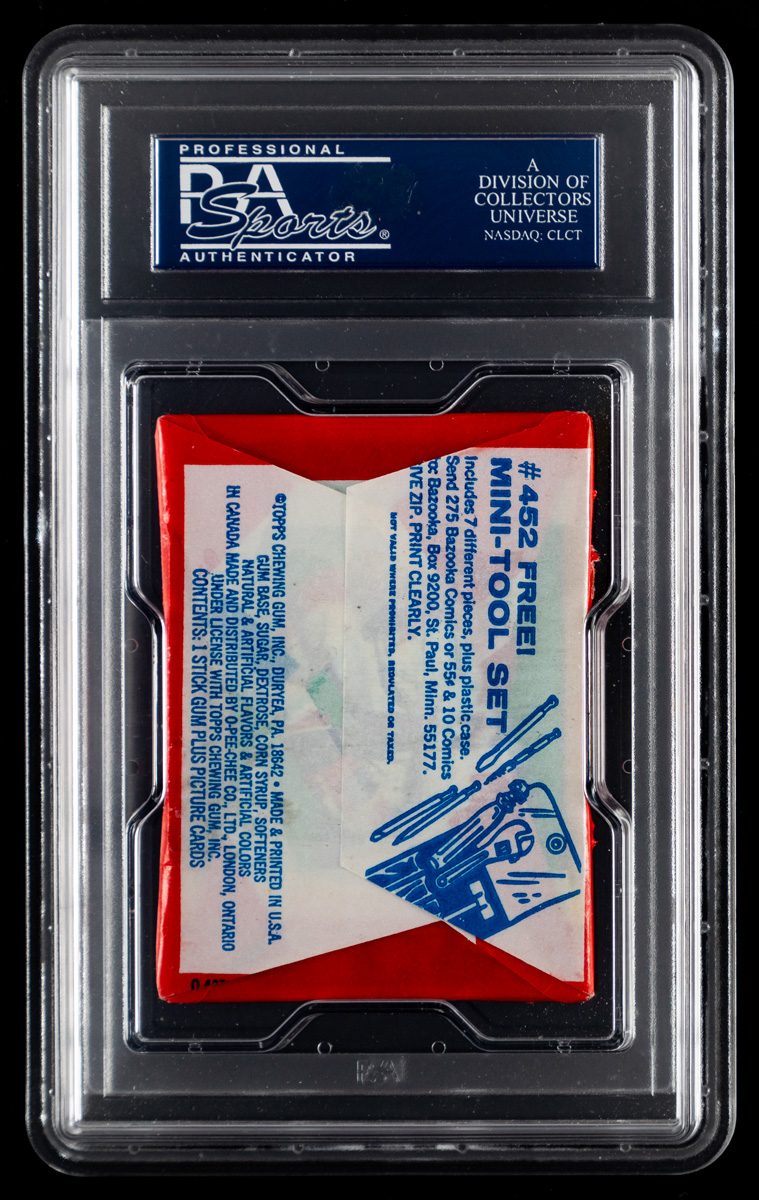 PROFESSIONAL
PSA
Sports®
AUTHENTICATOR
A
DIVISION OF
COLLECTORS
UNIVERSE
NASDAQ: CLCT
#452 FREE!
MINI-TOOL SET
Includes 7 different pieces, plus plastic case.
Send 275 Bazooka Comics or 55¢ & 10 Comics
to: Bazooka, Box 9200, St. Paul, Minn. 55177.
IVE ZIP. PRINT CLEARLY.
NOT VALID WHERE PROHIBITED, REGULATED OR TAXED.
©TOPPS CHEWING GUM, INC., DURYEA, PA. 18642 • MADE & PRINTED IN U.S.A.
GUM BASE, SUGAR, DEXTROSE, CORN SYRUP, SOFTENERS
NATURAL & ARTIFICIAL FLAVORS & ARTIFICIAL COLORS
IN CANADA MADE AND DISTRIBUTED BY O-PEE-CHEE CO., LTD., LONDON, ONTARIO
UNDER LICENSE WITH TOPPS CHEWING GUM, INC.
CONTENTS: 1 STICK GUM PLUS PICTURE CARDS